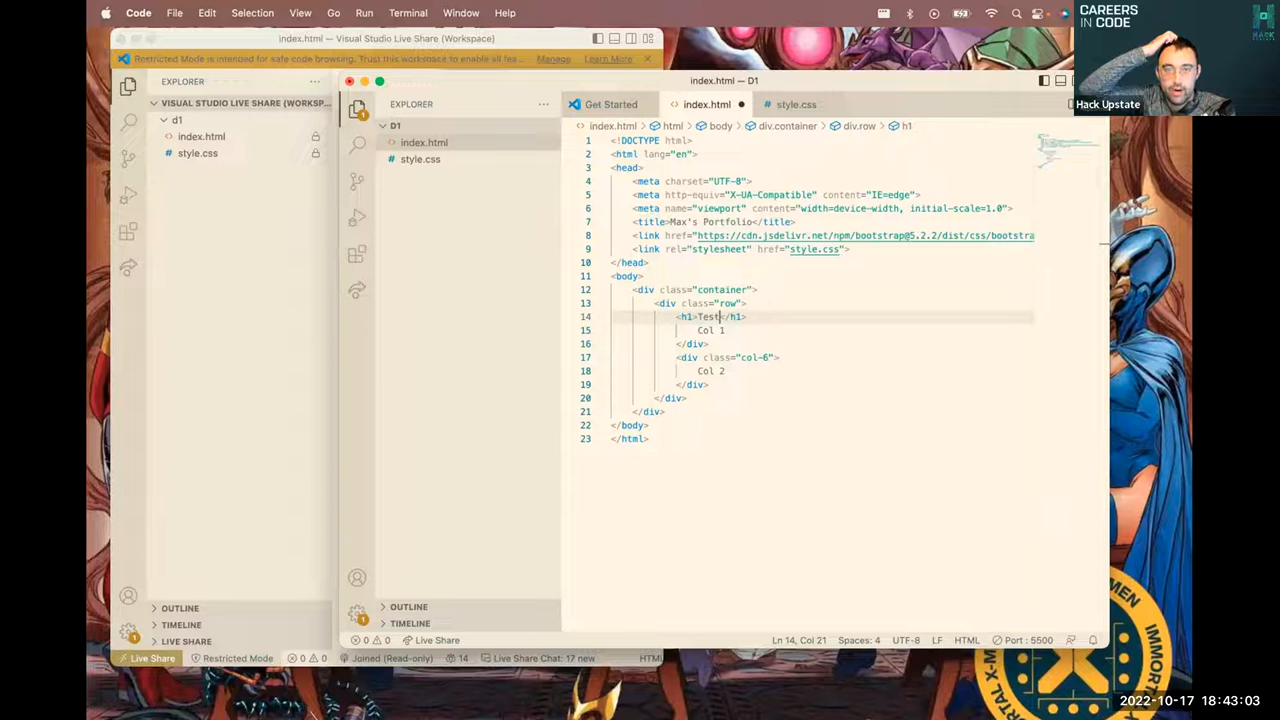 Code File Edit Selection View Go Run Terminal Window Help
CAREERS
IN CODE
HACK
Hack Upstate
index.html — Visual Studio Live Share (Workspace)
Restricted Mode is intended for safe code browsing. Trust this workspace to enable all fea... Manage Learn More
EXPLORER
VISUAL STUDIO LIVE SHARE (WORKSP...
d1
index.html
style.css
OUTLINE
TIMELINE
LIVE SHARE
Live Share Restricted Mode 0 0 Joined (Read-only) 14 Live Share Chat: 17 new HTML
index.html — D1
EXPLORER
D1
index.html
style.css
OUTLINE
TIMELINE
Get Started index.html style.css
index.html html body div.container div.row h1
1 <!DOCTYPE html>
2 <html lang="en">
3 <head>
4 <meta charset="UTF-8">
5 <meta http-equiv="X-UA-Compatible" content="IE=edge">
6 <meta name="viewport" content="width=device-width, initial-scale=1.0">
7 <title>Max's Portfolio</title>
8 <link href="https://cdn.jsdelivr.net/npm/bootstrap@5.2.2/dist/css/bootstra
9 <link rel="stylesheet" href="style.css">
10 </head>
11 <body>
12 <div class="container">
13 <div class="row">
14 <h1>Test</h1>
15 Col 1
16 </div>
17 <div class="col-6">
18 Col 2
19 </div>
20 </div>
21 </div>
22 </body>
23 </html>
0 0 Live Share Ln 14, Col 21 Spaces: 4 UTF-8 LF HTML Port : 5500
IMMORTAL X-MEN
2022-10-17 18:43:03